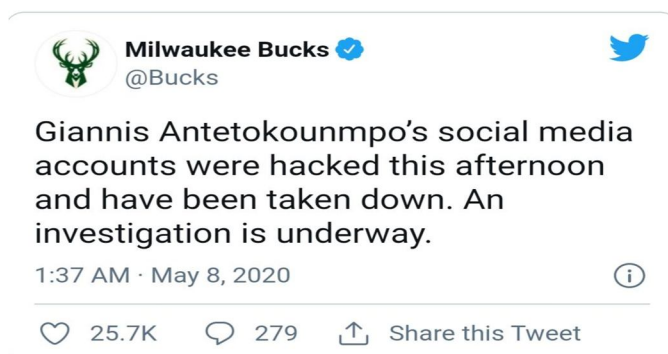 Milwaukee Bucks
@Bucks
Giannis Antetokounmpo’s social media
accounts were hacked this afternoon
and have been taken down. An
investigation is underway.
1:37 AM · May 8, 2020
25.7K 279 Share this Tweet